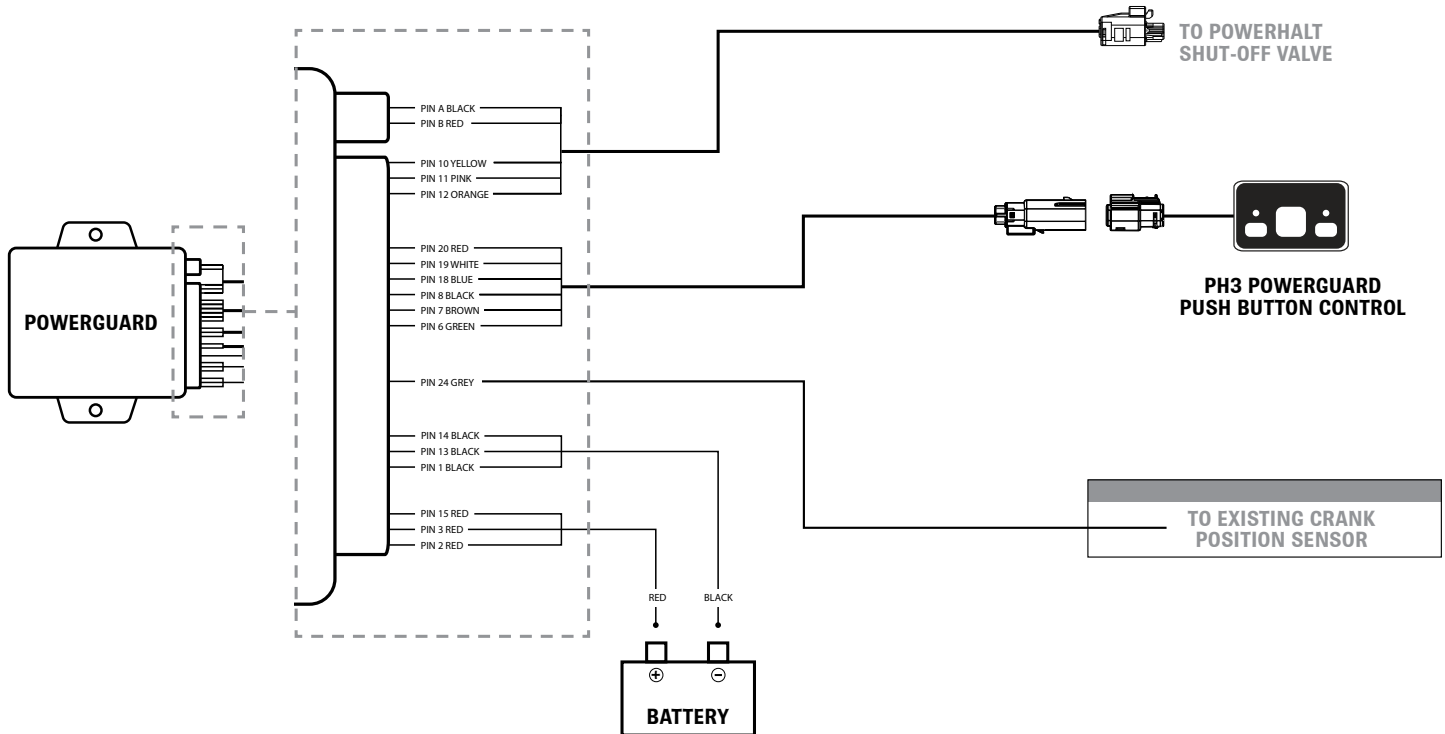 TO POWERHALT
SHUT-OFF VALVE
PIN A BLACK
PIN B RED
PIN 10 YELLOW
PIN 11 PINK
PIN 12 ORANGE
PIN 20 RED
PIN 19 WHITE
PIN 18 BLUE
PIN 8 BLACK
PIN 7 BROWN
PIN 6 GREEN
PH3 POWERGUARD
PUSH BUTTON CONTROL
POWERGUARD
PIN 24 GREY
PIN 14 BLACK
PIN 13 BLACK
PIN 1 BLACK
PIN 15 RED
PIN 3 RED
PIN 2 RED
TO EXISTING CRANK
POSITION SENSOR
RED
BLACK
+
−
BATTERY